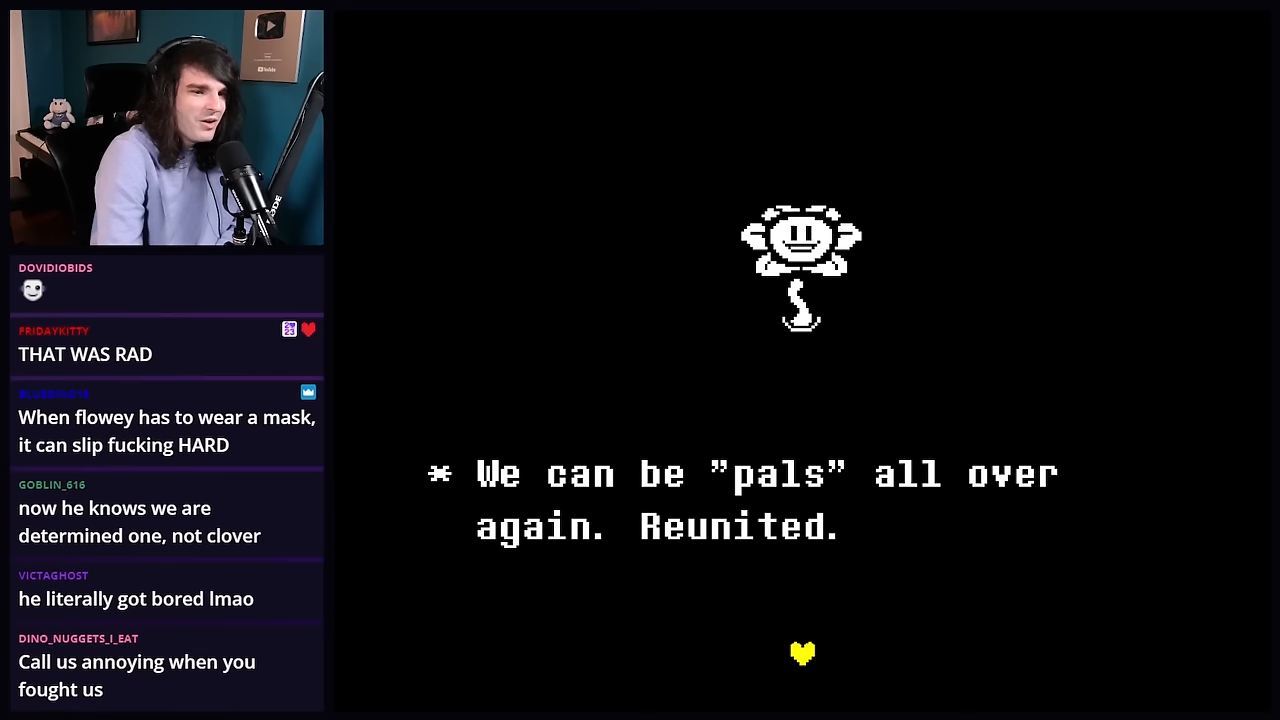 DOVIDIOBIDS
FRIDAYKITTY
THAT WAS RAD
When flowey has to wear a mask,
it can slip fucking HARD
GOBLIN_616
now he knows we are
determined one, not clover
VICTAGHOST
he literally got bored lmao
DINO_NUGGETS_I_EAT
Call us annoying when you
fought us
* We can be "pals" all over
again. Reunited.